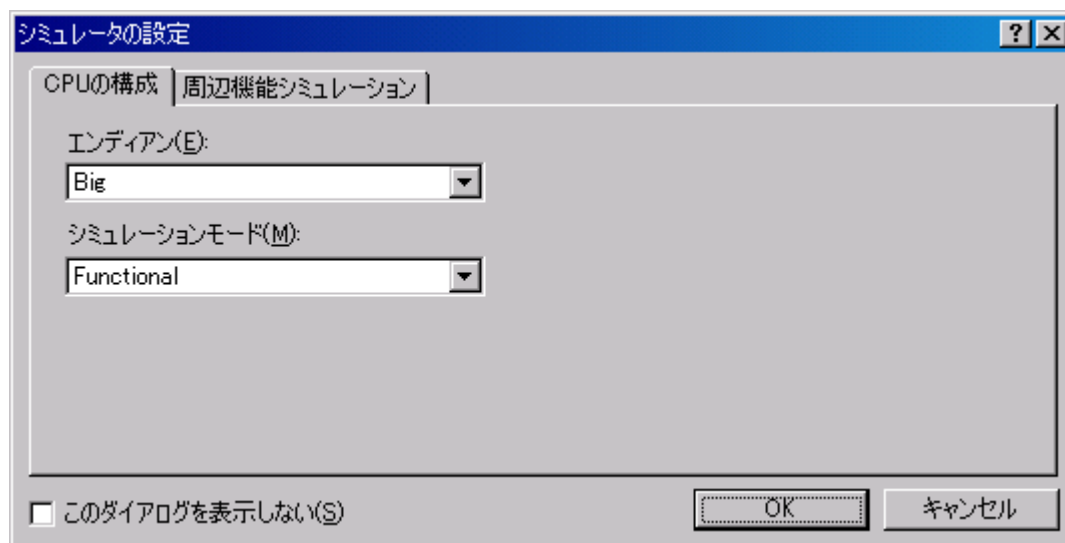 シミュレータの設定
CPUの構成 周辺機能シミュレーション
エンディアン(E):
Big
シミュレーションモード(M):
Functional
このダイアログを表示しない(S) OK キャンセル